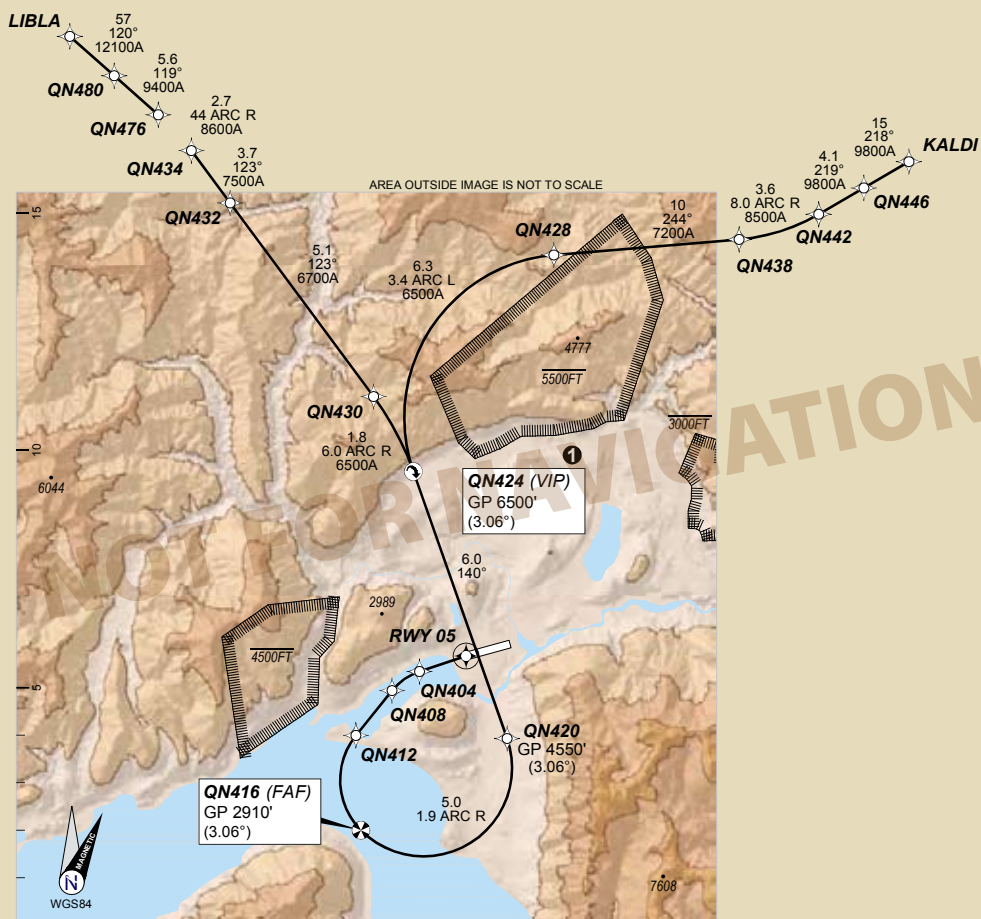 LIBLA
57
120°
12100A
QN480
5.6
119°
9400A
QN476
2.7
44 ARC R
8600A
QN434
3.7
123°
7500A
QN432
15
218°
9800A
KALDI
4.1
219°
9800A
QN446
3.6
8.0 ARC R
8500A
QN442
QN438
AREA OUTSIDE IMAGE IS NOT TO SCALE
10
244°
7200A
QN428
15
5.1
123°
6700A
6.3
3.4 ARC L
6500A
4777
5500FT
QN430
1.8
6.0 ARC R
6500A
3000FT
10
6044
1
QN424 (VIP)
GP 6500'
(3.06°)
NOT FOR NAVIGATION
6.0
140°
2989
RWY 05
4500FT
QN404
5
QN408
QN412
QN420
GP 4550'
(3.06°)
QN416 (FAF)
GP 2910'
(3.06°)
5.0
1.9 ARC R
MAGNETIC
N
WGS84
7608